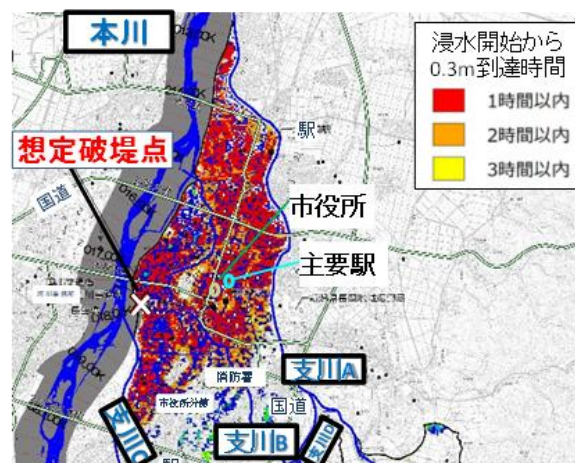 本川
浸水開始から
0.3m到達時間
1時間以内
2時間以内
3時間以内
駅
想定破堤点
国道
市役所
主要駅
消防署
支川A
市役所分館
国道
支川C
支川B
支川D
駅